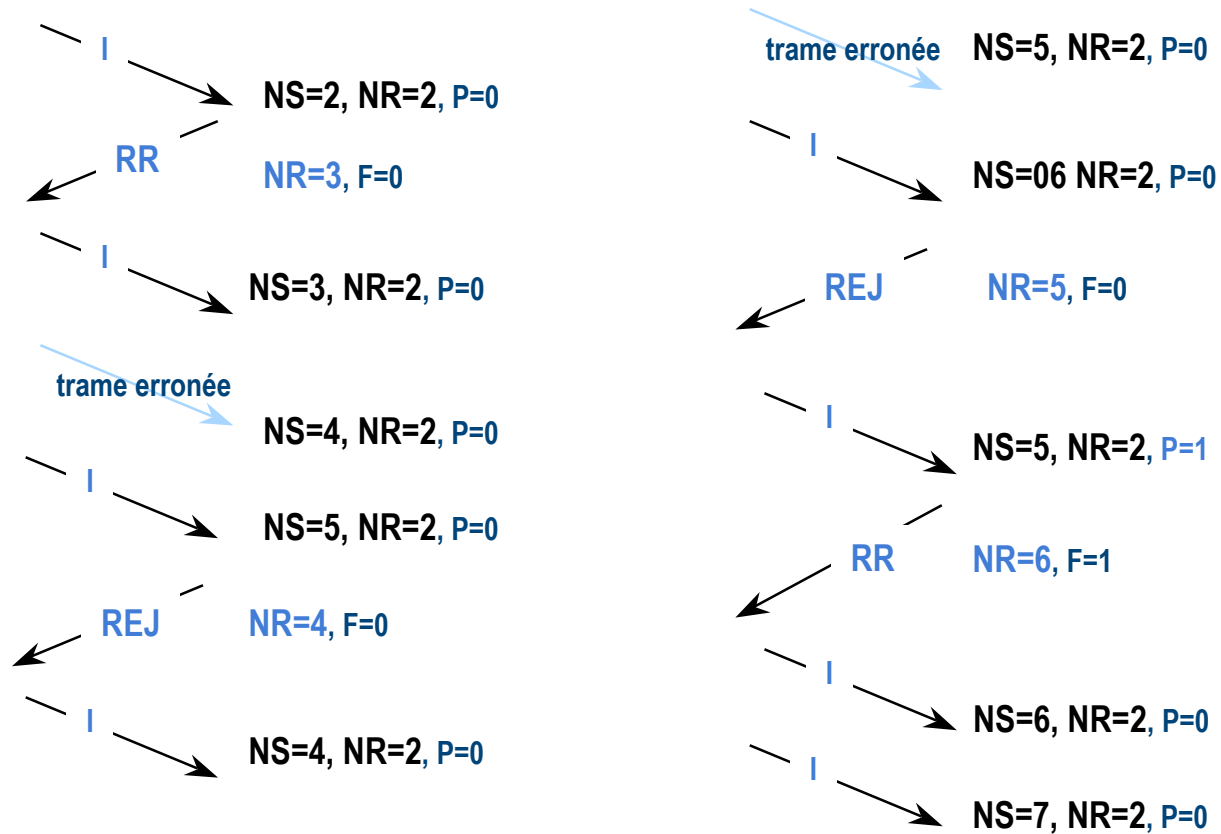 I
NS=2, NR=2, P=0
RR
NR=3, F=0
I
NS=3, NR=2, P=0
trame erronée
NS=4, NR=2, P=0
I
NS=5, NR=2, P=0
REJ
NR=4, F=0
I
NS=4, NR=2, P=0
trame erronée
NS=5, NR=2, P=0
I
NS=06 NR=2, P=0
REJ
NR=5, F=0
I
NS=5, NR=2, P=1
RR
NR=6, F=1
I
NS=6, NR=2, P=0
I
NS=7, NR=2, P=0